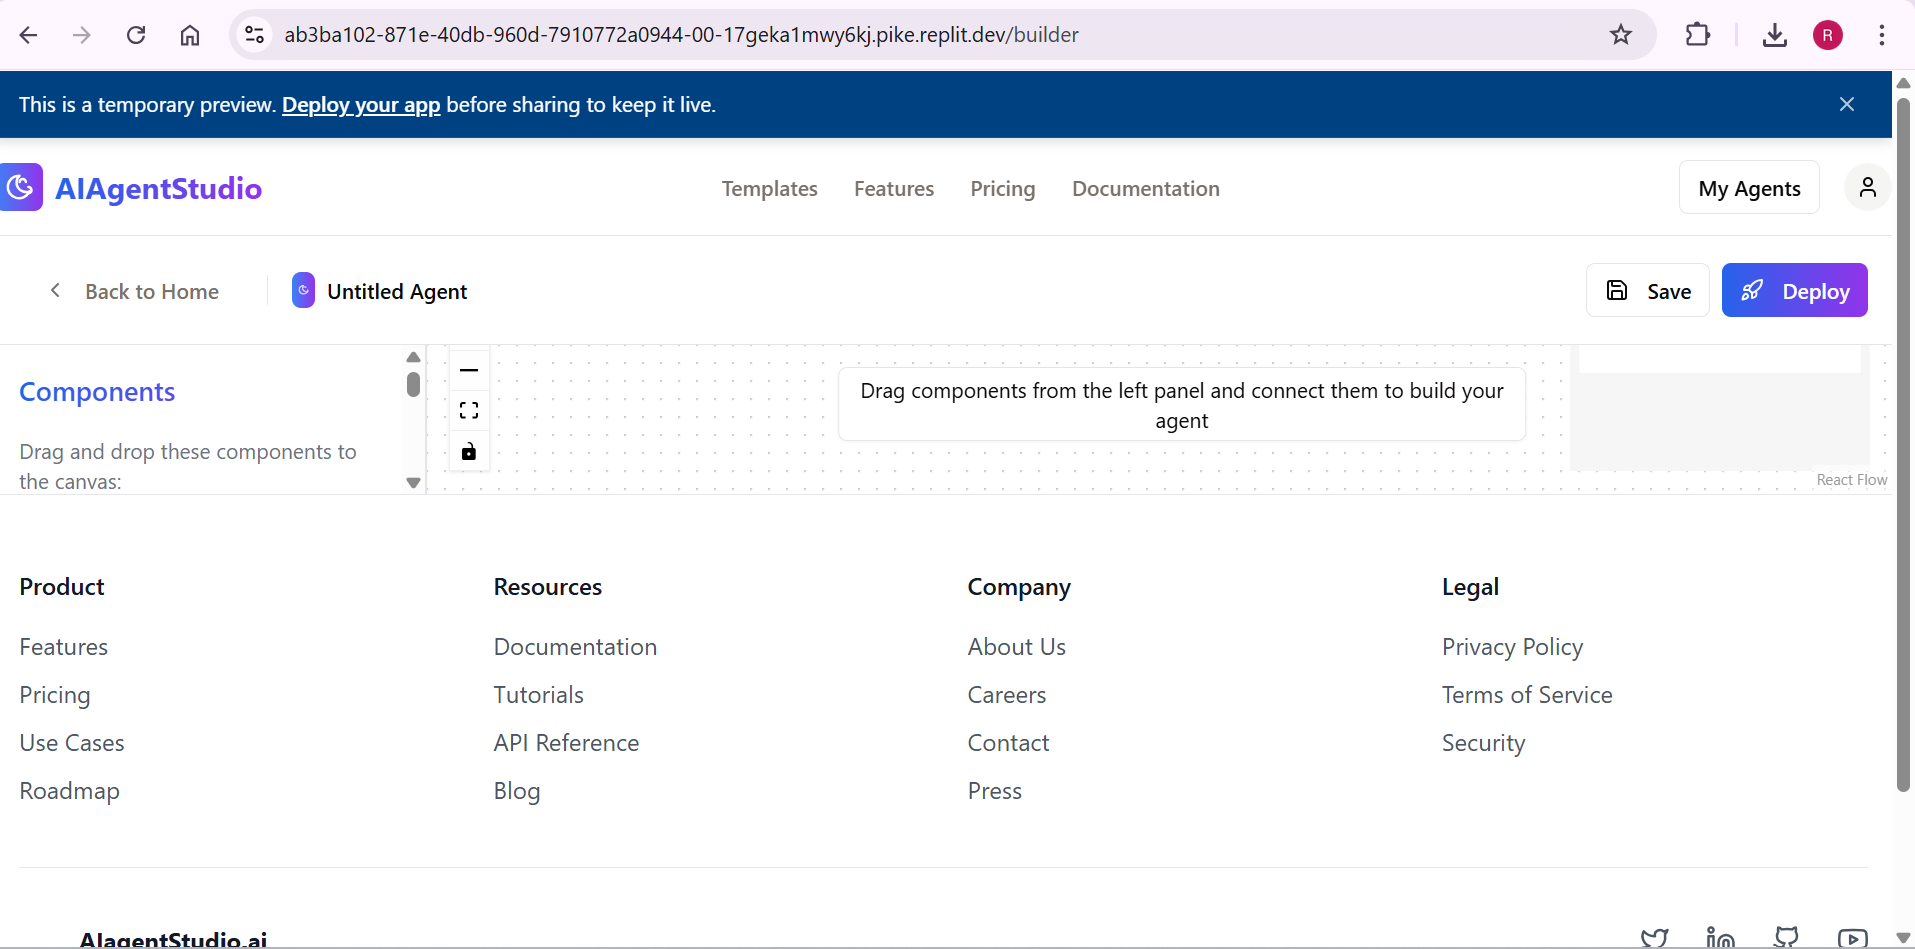 ab3ba102-871e-40db-960d-7910772a0944-00-17geka1mwy6kj.pike.replit.dev/builder
R
This is a temporary preview. Deploy your app before sharing to keep it live.
AIAgentStudio
Templates
Features
Pricing
Documentation
My Agents
Back to Home
Untitled Agent
Save
Deploy
Components
Drag and drop these components to
the canvas:
Drag components from the left panel and connect them to build your
agent
React Flow
Product
Features
Pricing
Use Cases
Roadmap
Resources
Documentation
Tutorials
API Reference
Blog
Company
About Us
Careers
Contact
Press
Legal
Privacy Policy
Terms of Service
Security
AIagentStudio.ai